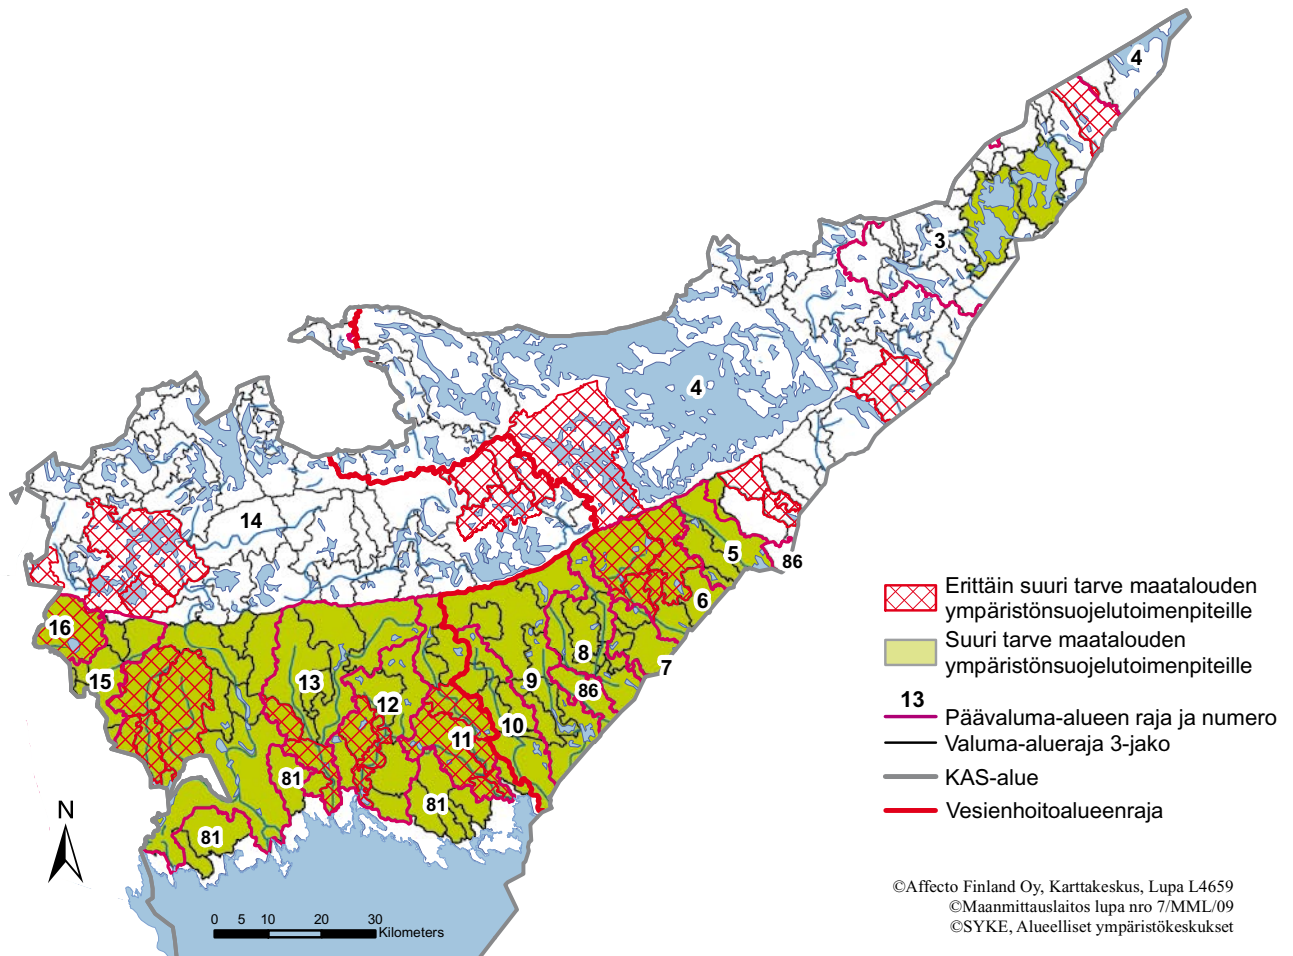 4
3
4
14
5
86
6
16
8
7
15
13
9
86
12
10
11
81
81
81
N
0 5 10 20 30
Kilometers
Erittäin suuri tarve maatalouden
ympäristönsuojelutoimenpiteille
Suuri tarve maatalouden
ympäristönsuojelutoimenpiteille
13
Päävaluma-alueen raja ja numero
Valuma-alueraja 3-jako
KAS-alue
Vesienhoitoalueenraja
©Affecto Finland Oy, Karttakeskus, Lupa L4659
©Maanmittauslaitos lupa nro 7/MML/09
©SYKE, Alueelliset ympäristökeskukset